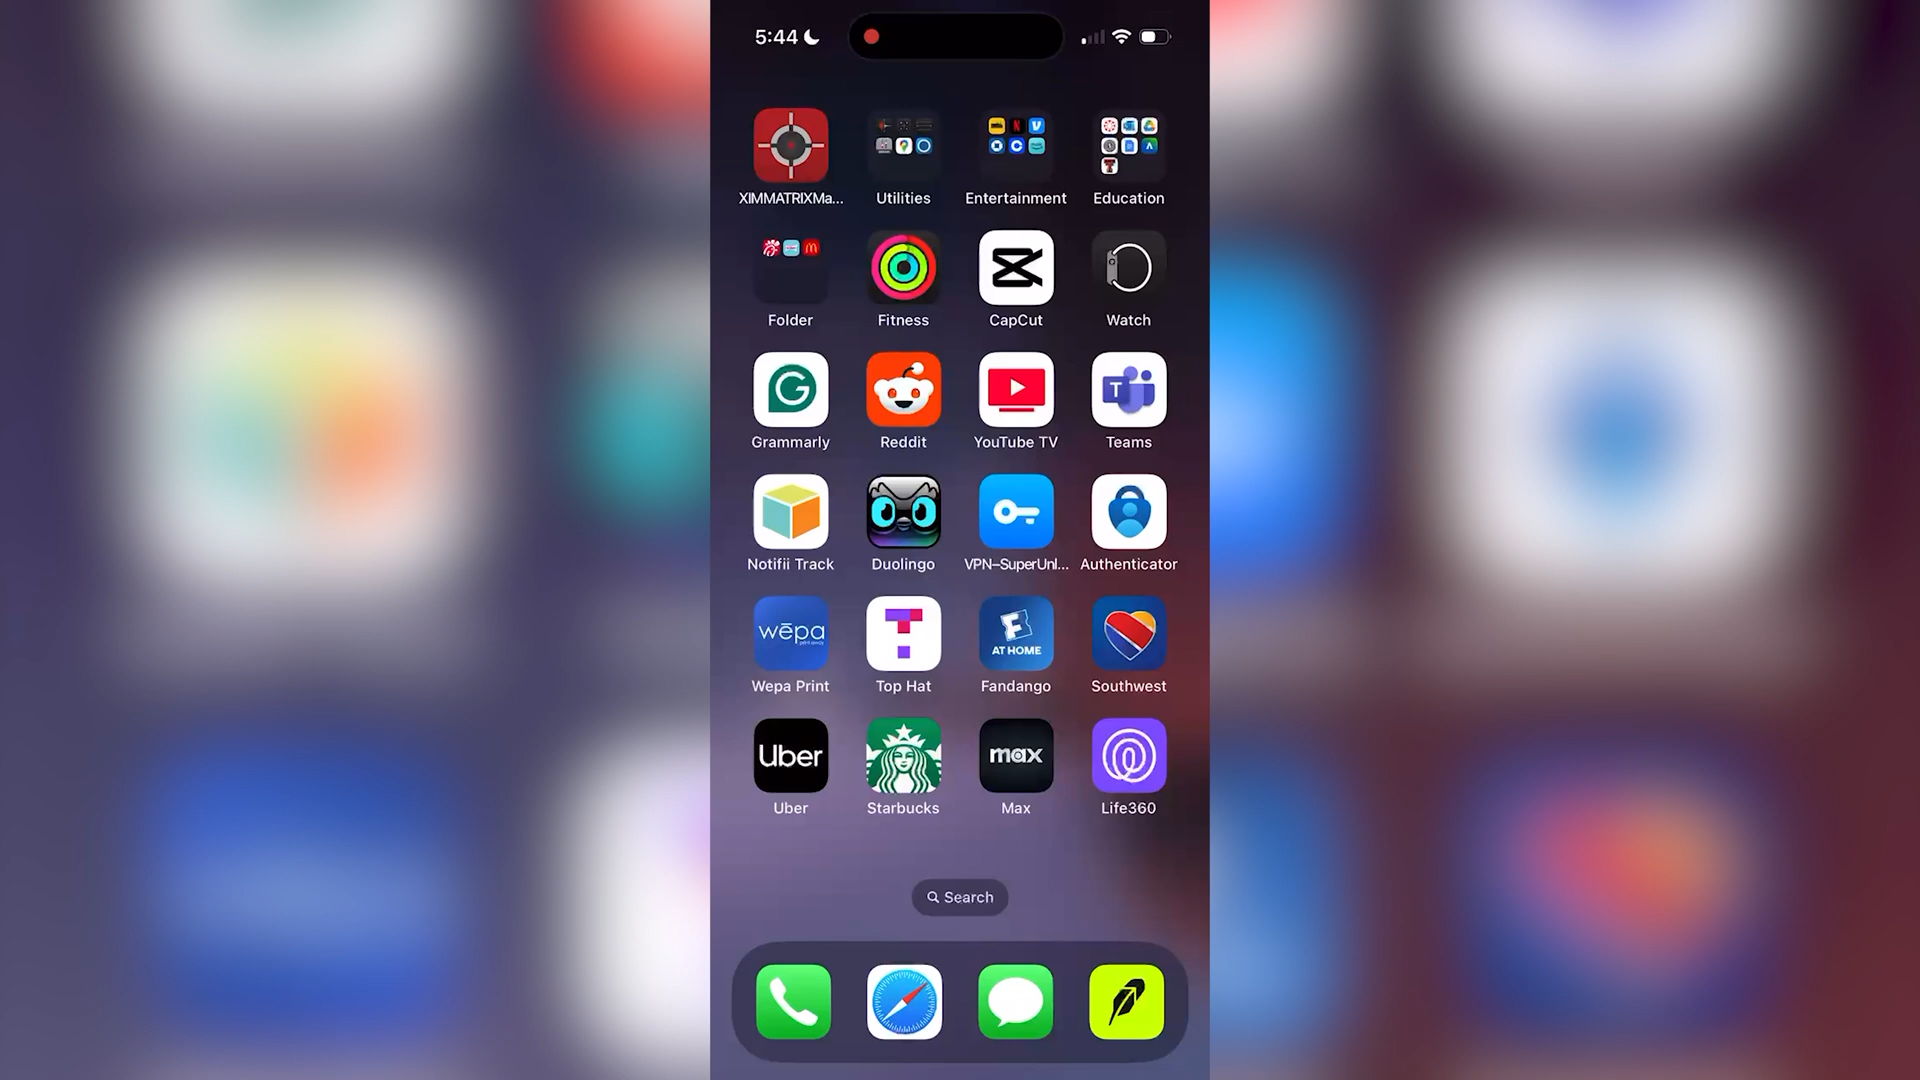 5:44
XIMMATRIXMa...
Utilities
Entertainment
Education
Folder
Fitness
CapCut
Watch
Grammarly
Reddit
YouTube TV
T
Teams
Notifii Track
Duolingo
VPN–SuperUnl...
Authenticator
wēpa
Wepa Print
Top Hat
F
AT HOME
Fandango
Southwest
Uber
Uber
Starbucks
max
Max
Life360
Search